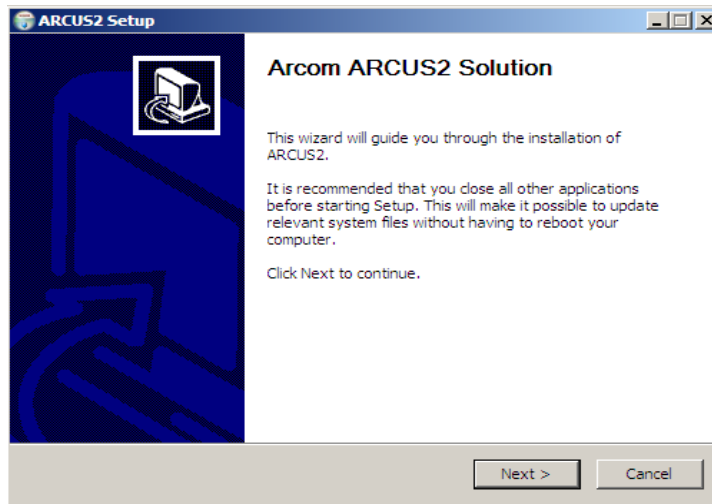 ARCUS2 Setup
Arcom ARCUS2 Solution
This wizard will guide you through the installation of
ARCUS2.
It is recommended that you close all other applications
before starting Setup. This will make it possible to update
relevant system files without having to reboot your
computer.
Click Next to continue.
Next >
Cancel